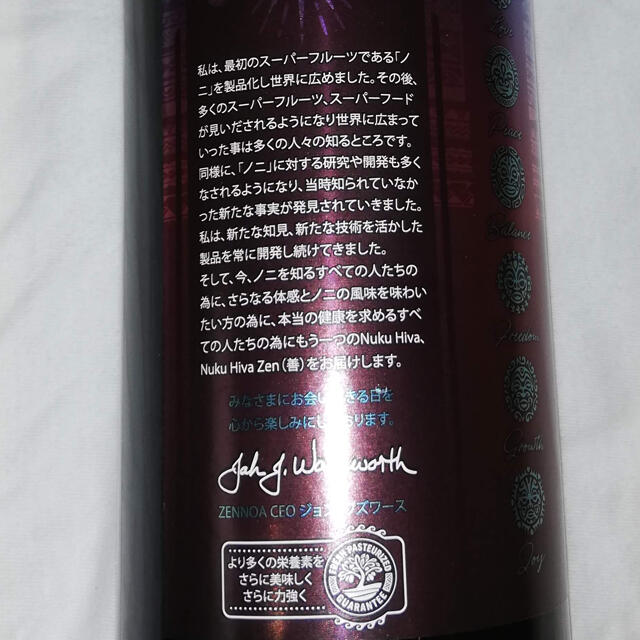 私は、最初のスーパーフルーツである「ノ
ニ」を製品化し世界に広めました。その後、
多くのスーパーフルーツ、スーパーフード
が見いだされるようになり世界に広まって
いった事は多くの人々の知るところです。
同様に、「ノニ」に対する研究や開発も多く
なされるようになり、当時知られていなか
った新たな事実が発見されていきました。
私は、新たな知見、新たな技術を活かした
製品を常に開発し続けてきました。
そして、今、ノニを知るすべての人たちの
為に、さらなる体感とノニの風味を味わい
たい方の為に、本当の健康を求めるすべ
ての人たちの為にもう一つのNuku Hiva、
Nuku Hiva Zen（善）をお届けします。
みなさまにお会いできる日を
心から楽しみにしております。
ZENNOA CEO ジョン
ズワース
より多くの栄養素を
さらに美味しく
さらに力強く
FRESH PASTEURIZED
GUARANTEE
Peace
Balance
Freedom
Growth
Joy